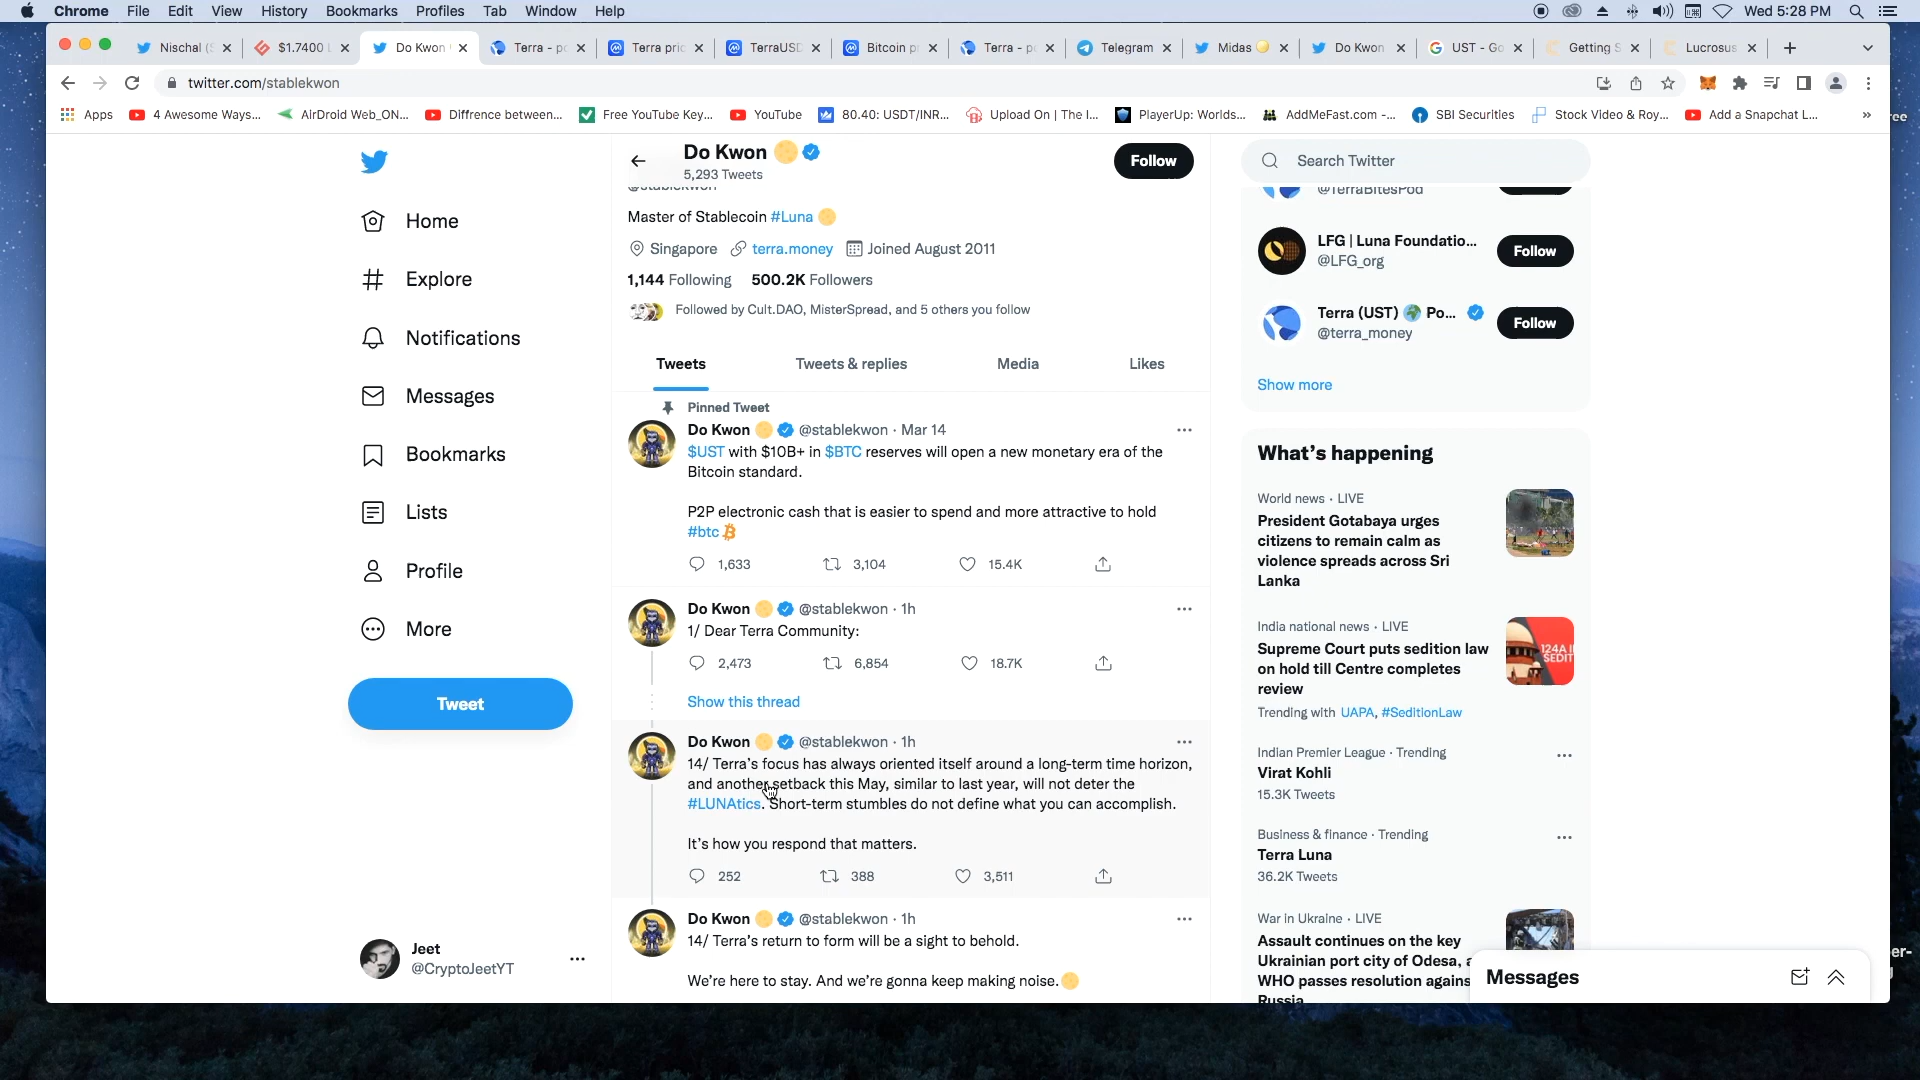 Chrome File Edit View History Bookmarks Profiles Tab Window Help Wed 5:28 PM
Nischal ( $1.7400 Do Kwon Terra - p Terra pric TerraUSD Bitcoin p Terra - p Telegram Midas Do Kwon UST - Go Getting S Lucrosus
twitter.com/stablekwon
Apps 4 Awesome Ways... AirDroid Web_ON... Diffrence between... Free YouTube Key... YouTube 80.40: USDT/INR... Upload On | The I... PlayerUp: Worlds... AddMeFast.com -... SBI Securities Stock Video & Roy... Add a Snapchat L... »
Home
Explore
Notifications
Messages
Bookmarks
Lists
Profile
More
Tweet
Jeet
@CryptoJeetYT
Do Kwon
5,293 Tweets
Follow
@stablekwon
Master of Stablecoin #Luna
Singapore terra.money Joined August 2011
1,144 Following 500.2K Followers
Followed by Cult.DAO, MisterSpread, and 5 others you follow
Tweets Tweets & replies Media Likes
Pinned Tweet
Do Kwon @stablekwon · Mar 14
$UST with $10B+ in $BTC reserves will open a new monetary era of the
Bitcoin standard.
P2P electronic cash that is easier to spend and more attractive to hold
#btc
1,633 3,104 15.4K
Do Kwon @stablekwon · 1h
1/ Dear Terra Community:
2,473 6,854 18.7K
Show this thread
Do Kwon @stablekwon · 1h
14/ Terra's focus has always oriented itself around a long-term time horizon,
and another setback this May, similar to last year, will not deter the
#LUNAtics. Short-term stumbles do not define what you can accomplish.
It's how you respond that matters.
252 388 3,511
Do Kwon @stablekwon · 1h
14/ Terra's return to form will be a sight to behold.
We're here to stay. And we're gonna keep making noise.
Search Twitter
@TerraBitesPod
LFG | Luna Foundatio...
@LFG_org
Follow
Terra (UST) Po...
@terra_money
Follow
Show more
What's happening
World news · LIVE
President Gotabaya urges
citizens to remain calm as
violence spreads across Sri
Lanka
India national news · LIVE
Supreme Court puts sedition law
on hold till Centre completes
review
Trending with UAPA, #SeditionLaw
124A I
SEDIT
Indian Premier League · Trending
Virat Kohli
15.3K Tweets
Business & finance · Trending
Terra Luna
36.2K Tweets
War in Ukraine · LIVE
Assault continues on the key
Ukrainian port city of Odesa, a
WHO passes resolution agains
Russia
Messages
ree
er-